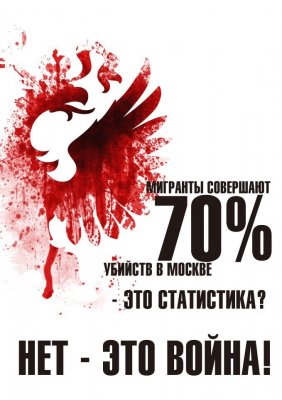 МИГРАНТЫ СОВЕРШАЮТ
70%
УБИЙСТВ В МОСКВЕ
- ЭТО СТАТИСТИКА?
НЕТ - ЭТО ВОЙНА!